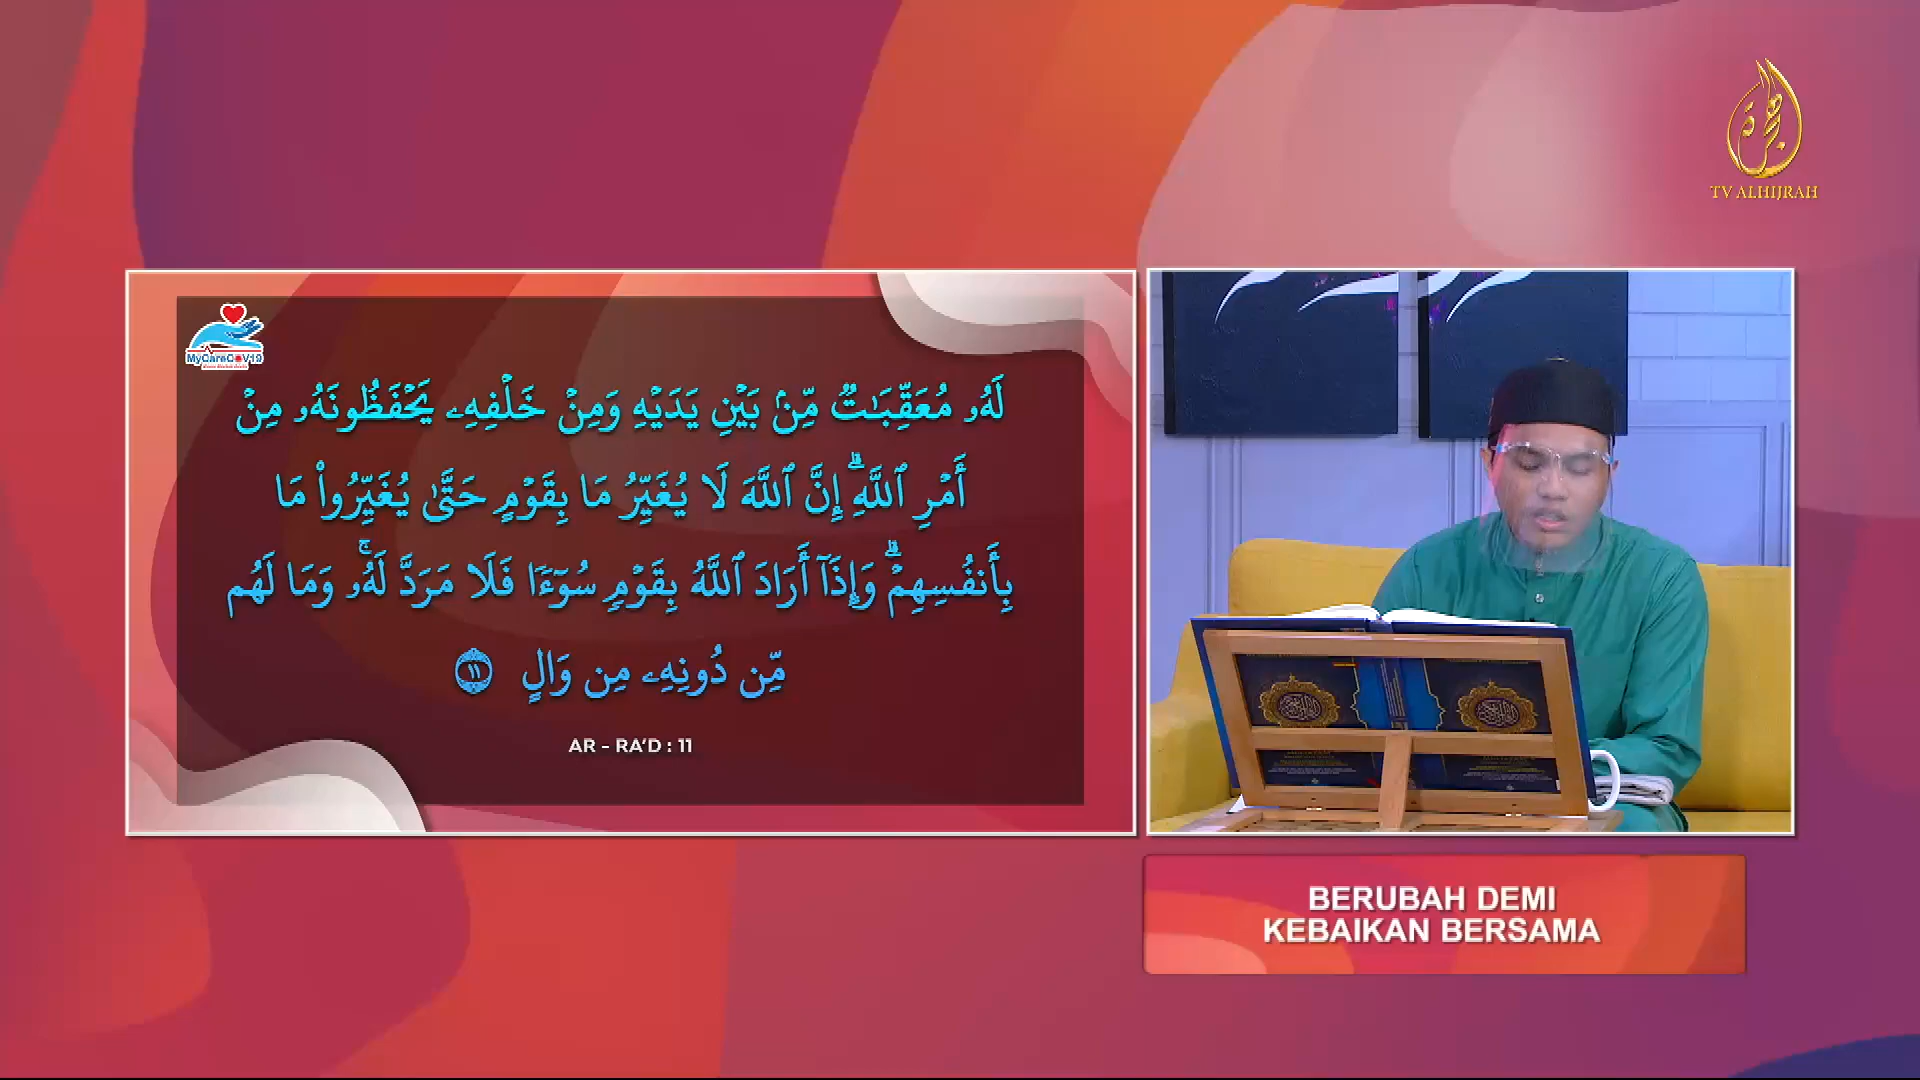 TV ALHIJRAH
MyCareCoV19
لَهُۥ مُعَقِّبَـٰتٌ مِّنۢ بَيْنِ يَدَيْهِ وَمِنْ خَلْفِهِۦ يَحْفَظُونَهُۥ مِنْ
أَمْرِ ٱللَّهِ ۗ إِنَّ ٱللَّهَ لَا يُغَيِّرُ مَا بِقَوْمٍ حَتَّىٰ يُغَيِّرُوا۟ مَا
بِأَنفُسِهِمْ ۗ وَإِذَآ أَرَادَ ٱللَّهُ بِقَوْمٍ سُوٓءًا فَلَا مَرَدَّ لَهُۥ ۚ وَمَا لَهُم
مِّن دُونِهِۦ مِن وَالٍ ١١
AR - RA'D : 11
BERUBAH DEMI
KEBAIKAN BERSAMA